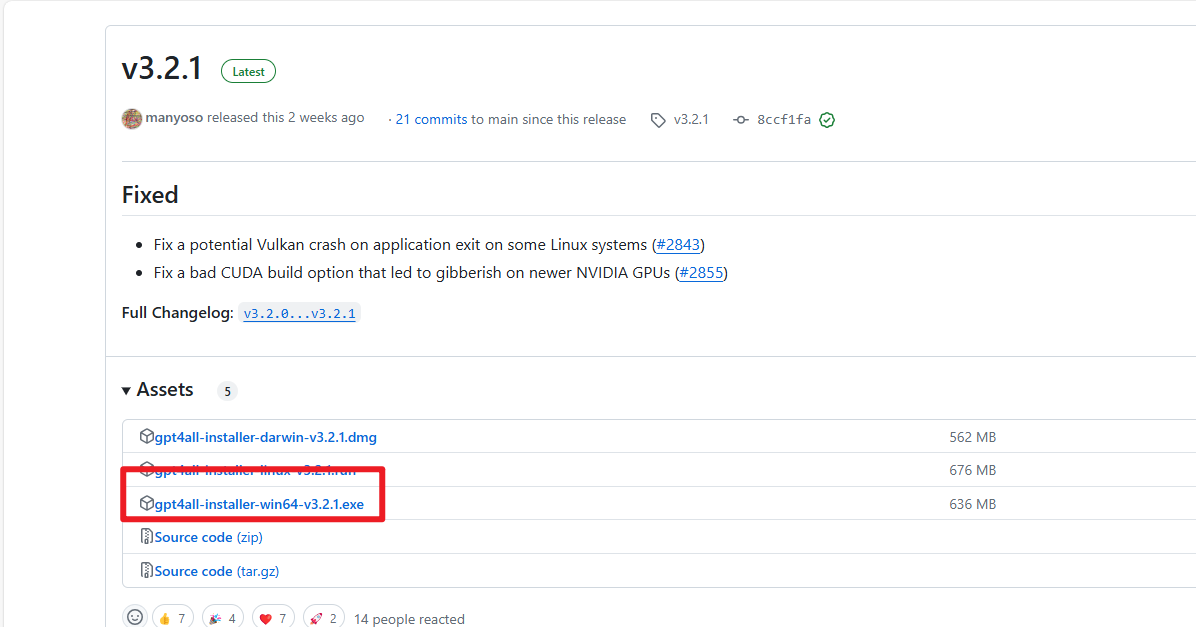 v3.2.1 Latest
manyoso released this 2 weeks ago · 21 commits to main since this release v3.2.1 8ccf1fa
Fixed
Fix a potential Vulkan crash on application exit on some Linux systems (#2843)
Fix a bad CUDA build option that led to gibberish on newer NVIDIA GPUs (#2855)
Full Changelog: v3.2.0...v3.2.1
Assets 5
gpt4all-installer-darwin-v3.2.1.dmg 562 MB
gpt4all-installer-linux-v3.2.1.run 676 MB
gpt4all-installer-win64-v3.2.1.exe 636 MB
Source code (zip)
Source code (tar.gz)
7 4 7 2 14 people reacted